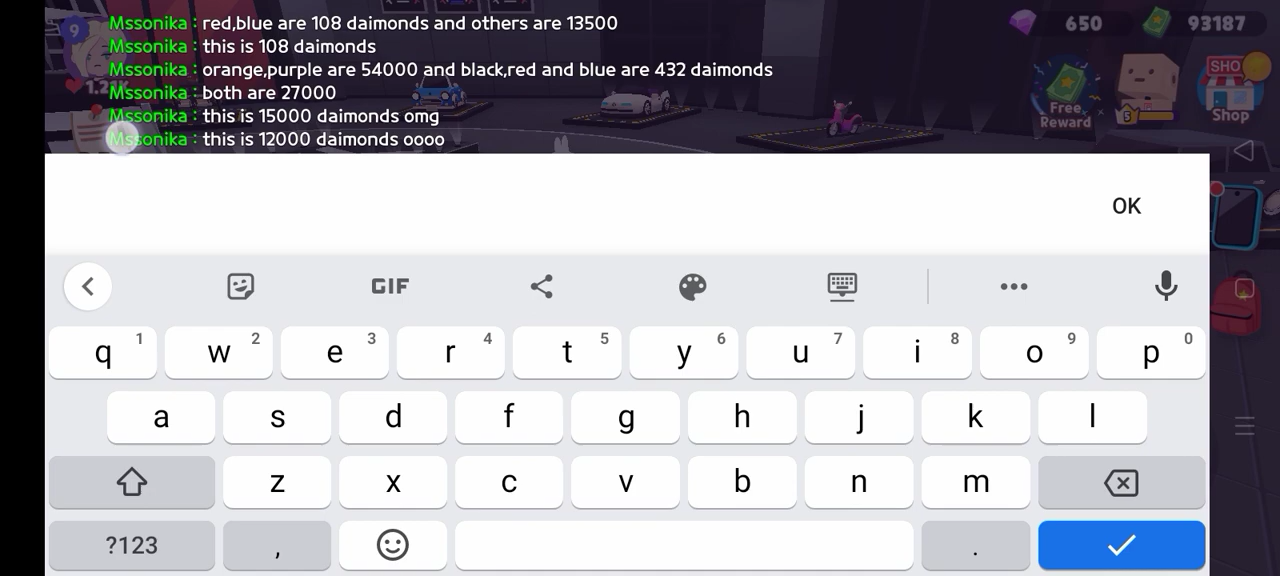 Mssonika : red,blue are 108 daimonds and others are 13500
Mssonika : this is 108 daimonds
Mssonika : orange,purple are 54000 and black,red and blue are 432 daimonds
Mssonika : both are 27000
Mssonika : this is 15000 daimonds omg
Mssonika : this is 12000 daimonds oooo
9
650
93187
Free
Reward
5
SHO
Shop
OK
GIF
q 1 w 2 e 3 r 4 t 5 y 6 u 7 i 8 o 9 p 0
a s d f g h j k l
z x c v b n m
?123 , .